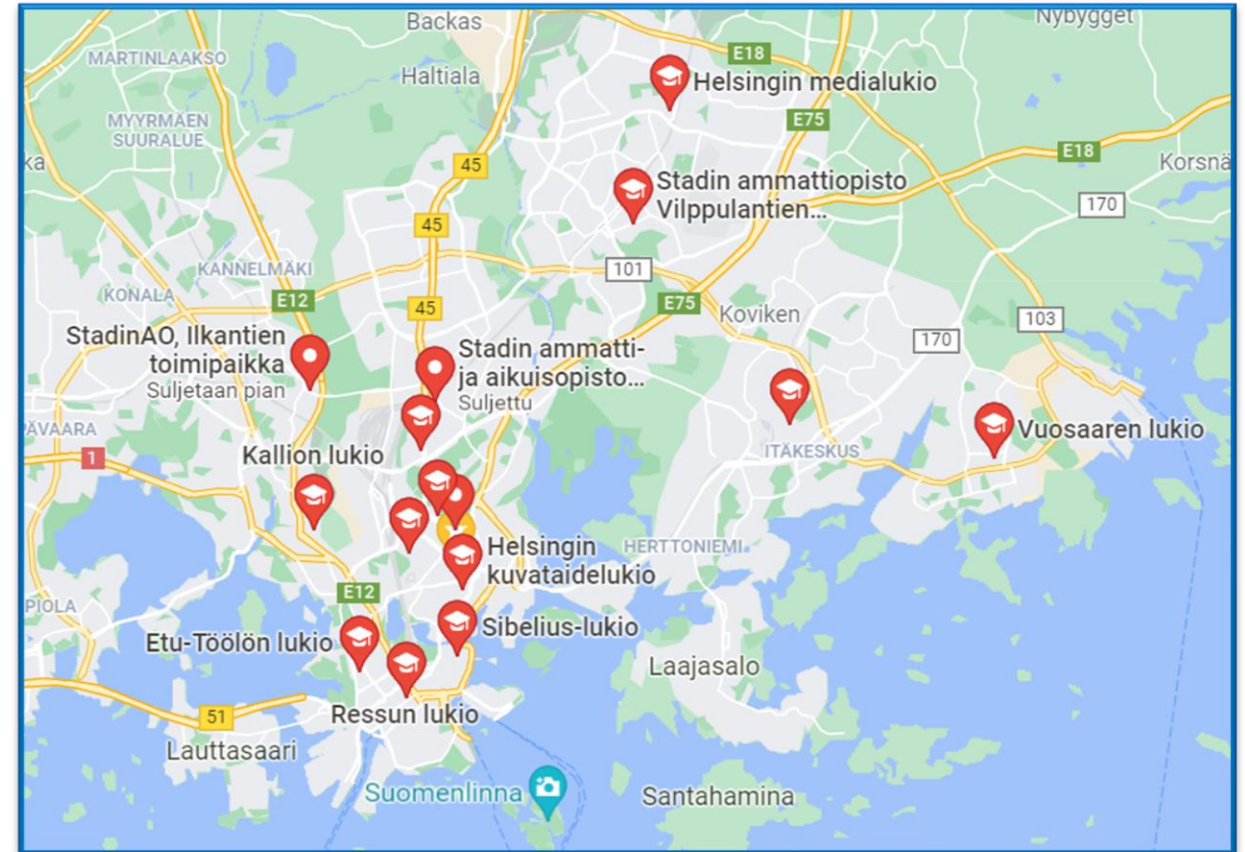 Backas
Nybygget
MARTINLAAKSO
E18
Haltiala
Helsingin medialukio
MYYRMÄEN
SUURALUE
E75
E18
ka
45
Korsnä
Stadin ammattiopisto
Vilppulantien...
170
45
KANNELMÄKI
101
KONALA
E12
45
E75
Koviken
103
StadinAO, Ilkantien
toimipaikka
Suljetaan pian
170
Stadin ammatti-
ja aikuisopisto...
Suljettu
ÄVAARA
1
Kallion lukio
ITÄKESKUS
Vuosaaren lukio
Helsingin
kuvataidelukio
HERTTONIEMI
E12
PIOLA
Etu-Töölön lukio
Sibelius-lukio
Laajasalo
51
Ressun lukio
Lauttasaari
Suomenlinna
Santahamina